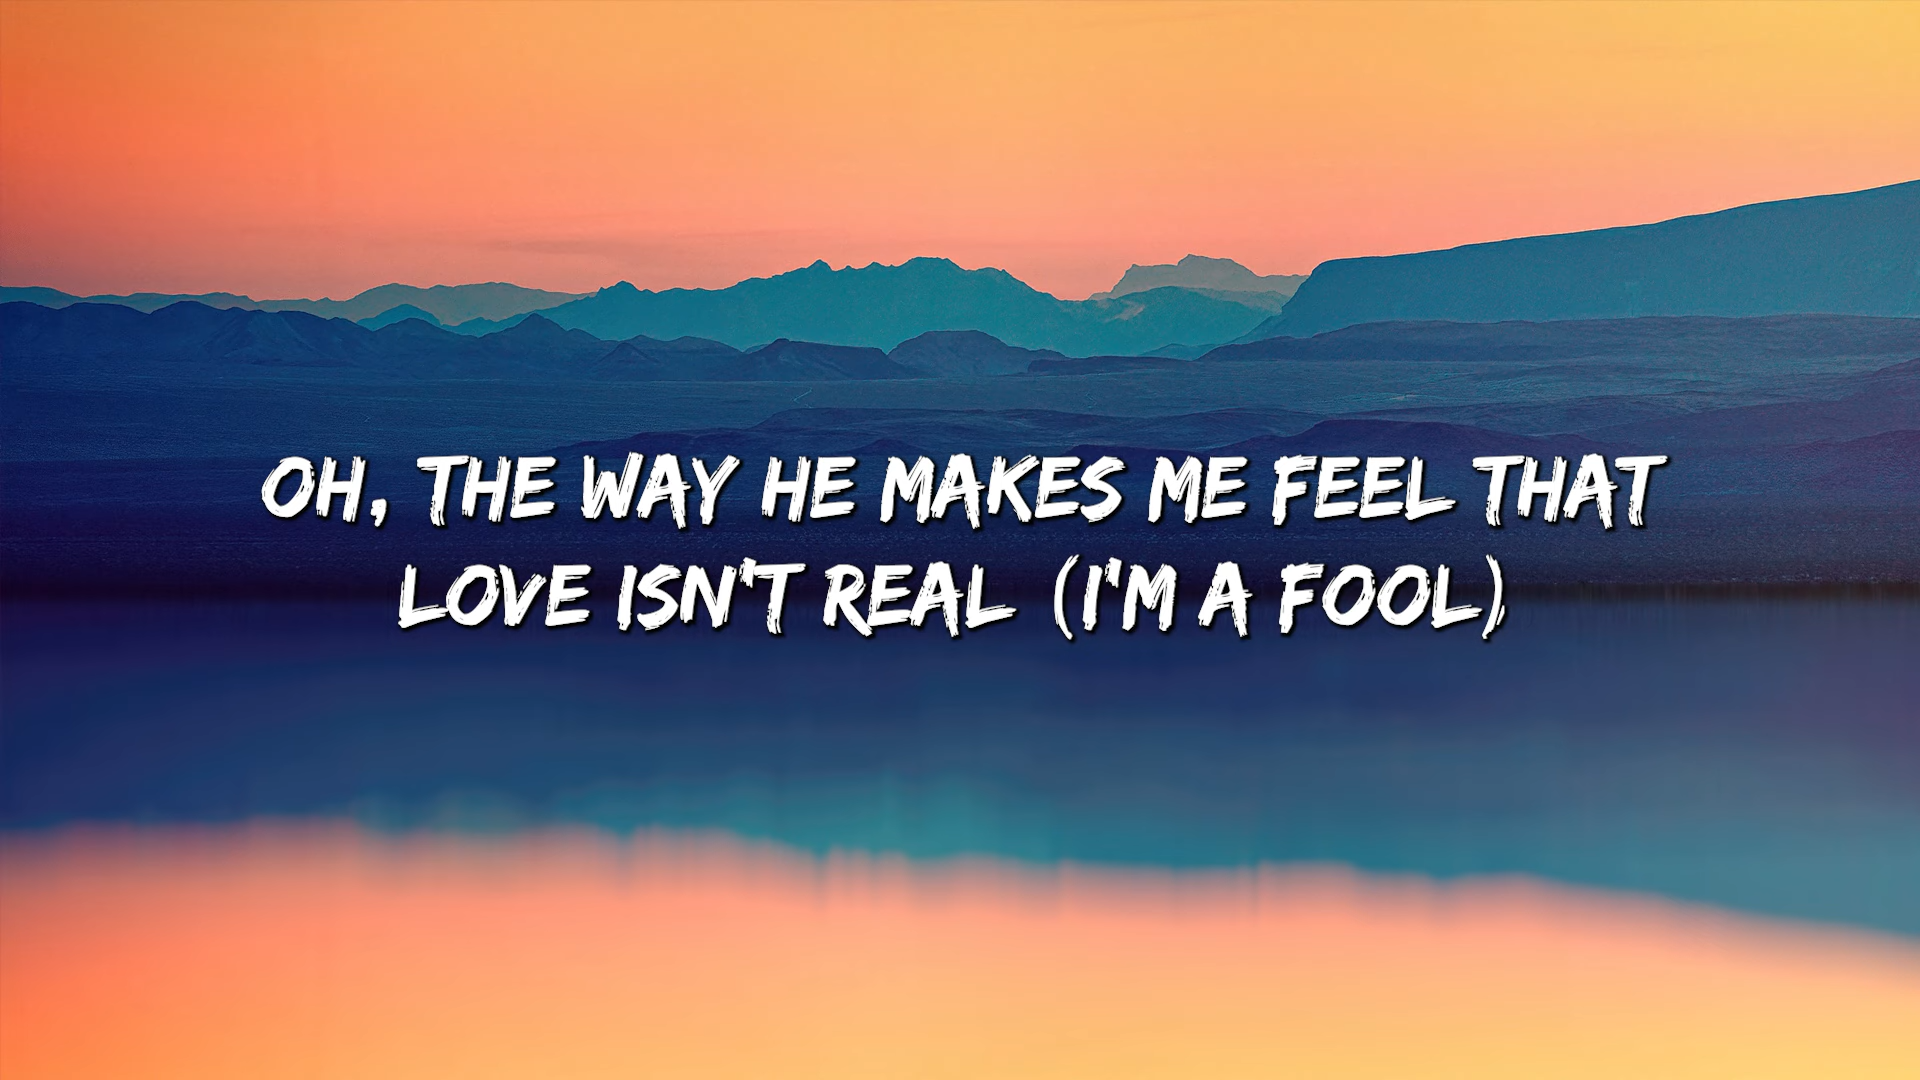 OH, THE WAY HE MAKES ME FEEL THAT
LOVE ISN'T REAL (I'M A FOOL)